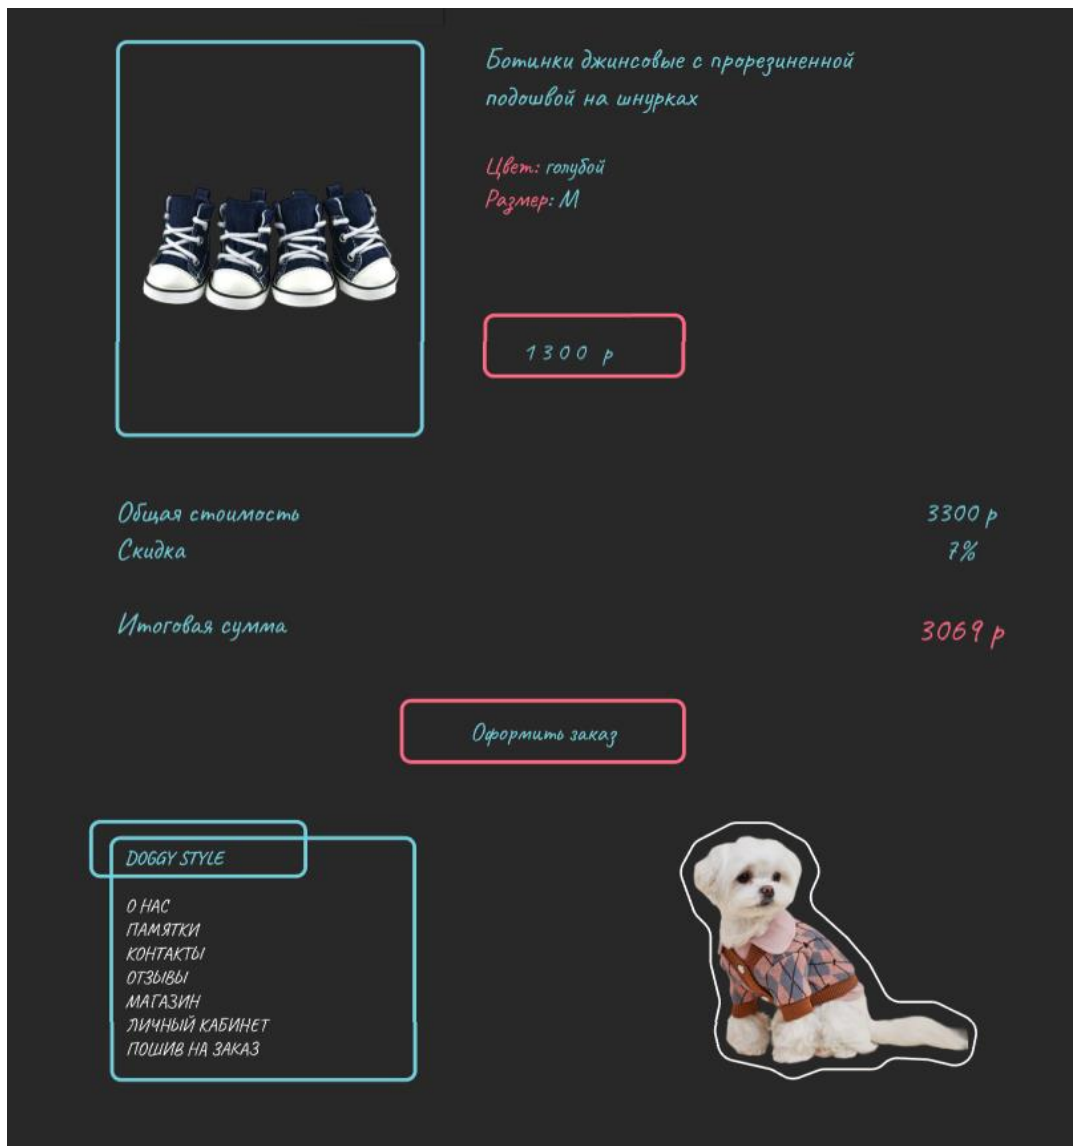 Ботинки джинсовые с прорезиненной
подошвой на шнурках
Цвет: голубой
Размер: М
1300 р
Общая стоимость 3300 р
Скидка 7%
Итоговая сумма 3069 р
Оформить заказ
DOGGY STYLE
О НАС
ПАМЯТКИ
КОНТАКТЫ
ОТЗЫВЫ
МАГАЗИН
ЛИЧНЫЙ КАБИНЕТ
ПОШИВ НА ЗАКАЗ